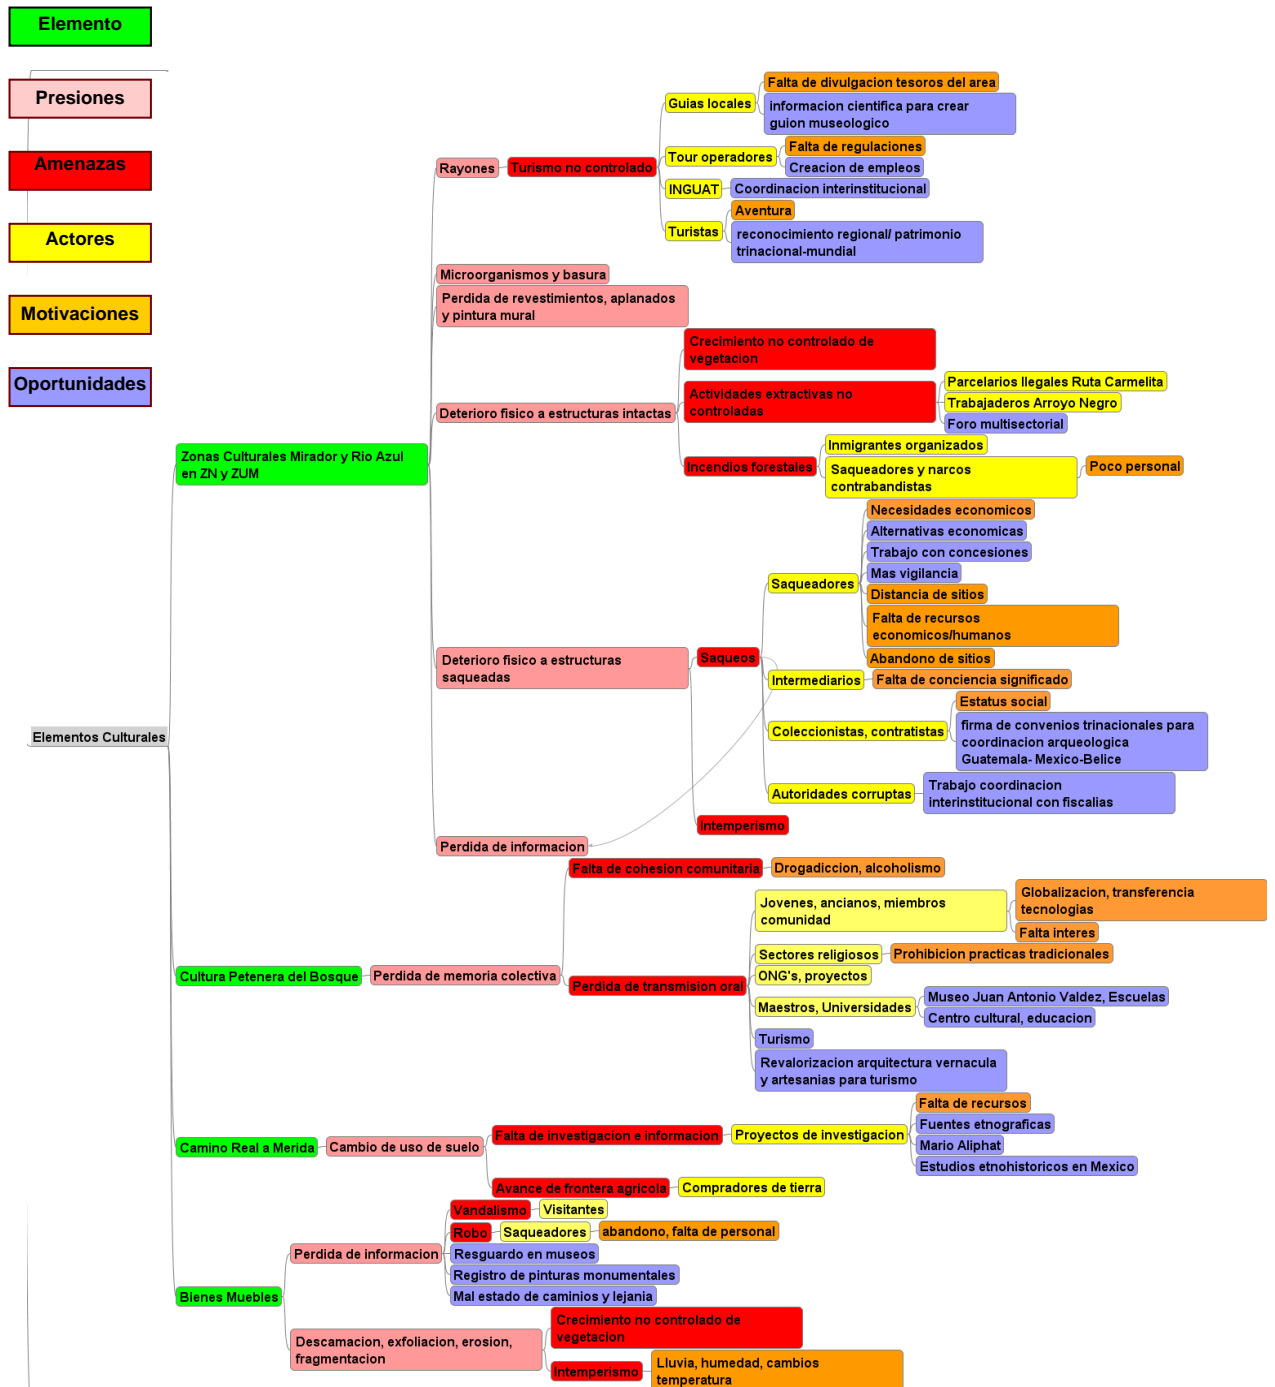 Elemento
Presiones
Amenazas
Actores
Motivaciones
Oportunidades
Elementos Culturales
Zonas Culturales Mirador y Rio Azul
en ZN y ZUM
Rayones
Turismo no controlado
Guias locales
Falta de divulgacion tesoros del area
informacion cientifica para crear
guion museologico
Tour operadores
Falta de regulaciones
Creacion de empleos
INGUAT
Coordinacion interinstitucional
Turistas
Aventura
reconocimiento regional/ patrimonio
trinacional-mundial
Microorganismos y basura
Perdida de revestimientos, aplanados
y pintura mural
Deterioro fisico a estructuras intactas
Crecimiento no controlado de
vegetacion
Actividades extractivas no
controladas
Parcelarios Ilegales Ruta Carmelita
Trabajaderos Arroyo Negro
Foro multisectorial
Incendios forestales
Inmigrantes organizados
Saqueadores y narcos
contrabandistas
Poco personal
Deterioro fisico a estructuras
saqueadas
Saqueos
Saqueadores
Necesidades economicos
Alternativas economicas
Trabajo con concesiones
Mas vigilancia
Distancia de sitios
Falta de recursos
economicos/humanos
Abandono de sitios
Intermediarios
Falta de conciencia significado
Coleccionistas, contratistas
Estatus social
firma de convenios trinacionales para
coordinacion arqueologica
Guatemala- Mexico-Belice
Autoridades corruptas
Trabajo coordinacion
interinstitucional con fiscalias
Intemperismo
Perdida de informacion
Cultura Petenera del Bosque
Perdida de memoria colectiva
Falta de cohesion comunitaria
Drogadiccion, alcoholismo
Perdida de transmision oral
Jovenes, ancianos, miembros
comunidad
Globalizacion, transferencia
tecnologias
Falta interes
Sectores religiosos
Prohibicion practicas tradicionales
ONG's, proyectos
Maestros, Universidades
Museo Juan Antonio Valdez, Escuelas
Centro cultural, educacion
Turismo
Revalorizacion arquitectura vernacula
y artesanias para turismo
Camino Real a Merida
Cambio de uso de suelo
Falta de investigacion e informacion
Proyectos de investigacion
Falta de recursos
Fuentes etnograficas
Mario Aliphat
Estudios etnohistoricos en Mexico
Avance de frontera agricola
Compradores de tierra
Bienes Muebles
Perdida de informacion
Vandalismo
Visitantes
Robo
Saqueadores
abandono, falta de personal
Resguardo en museos
Registro de pinturas monumentales
Mal estado de caminios y lejania
Descamacion, exfoliacion, erosion,
fragmentacion
Crecimiento no controlado de
vegetacion
Intemperismo
Lluvia, humedad, cambios
temperatura